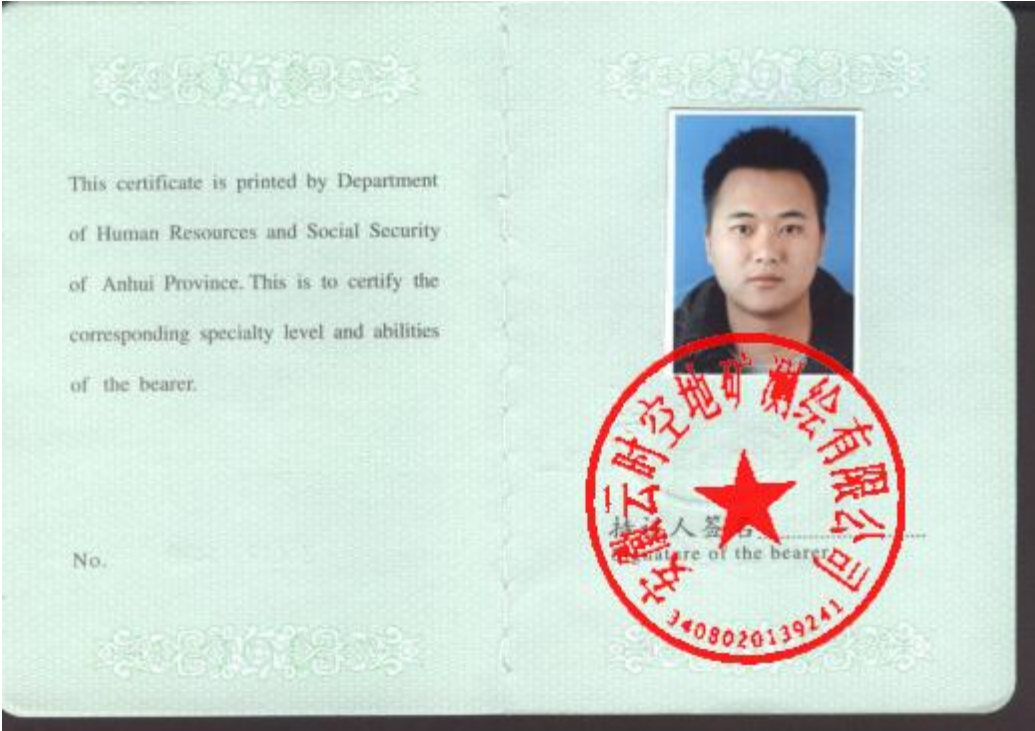 This certificate is printed by Department
of Human Resources and Social Security
of Anhui Province. This is to certify the
corresponding specialty level and abilities
of the bearer.
No.
安徽云时空地矿测绘有限公司
持证人签名
Signature of the bearer
3408020139241